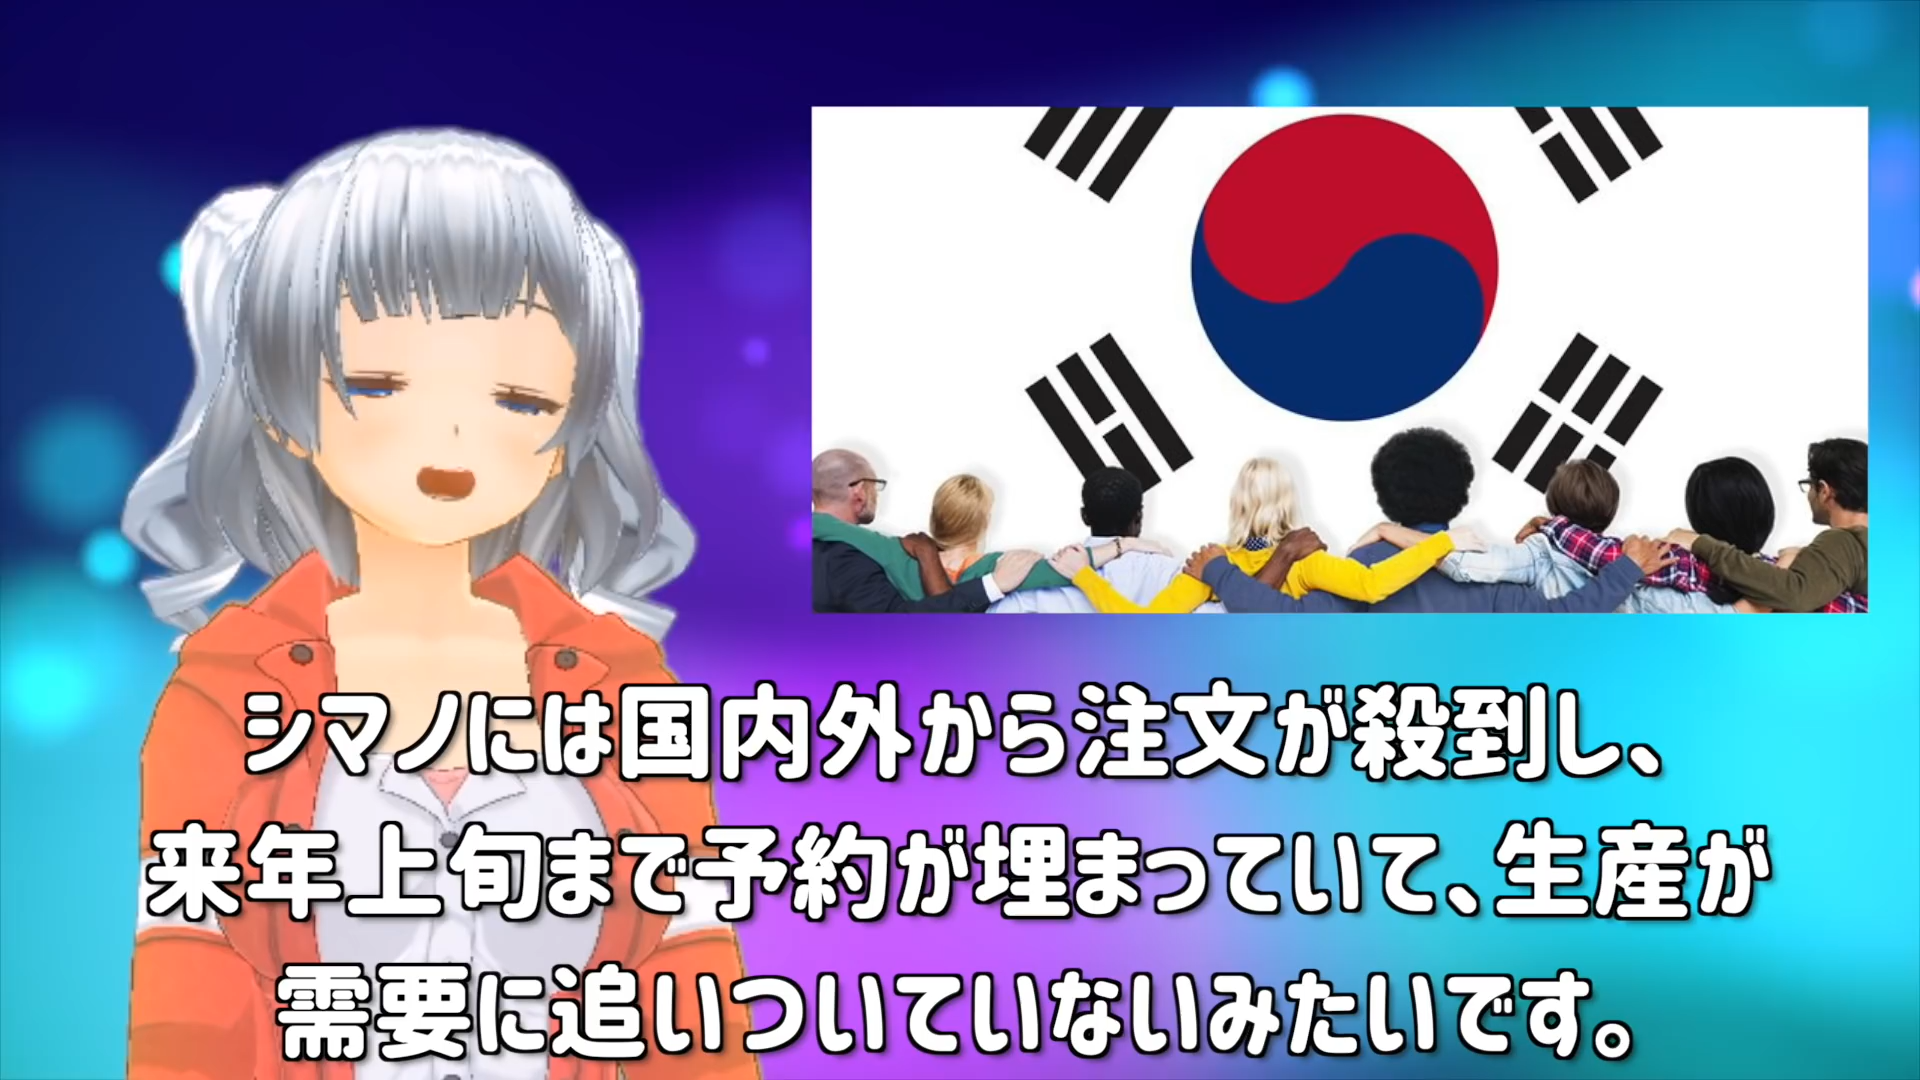 シマノには国内外から注文が殺到し、
来年上旬まで予約が埋まっていて、生産が
需要に追いついていないみたいです。